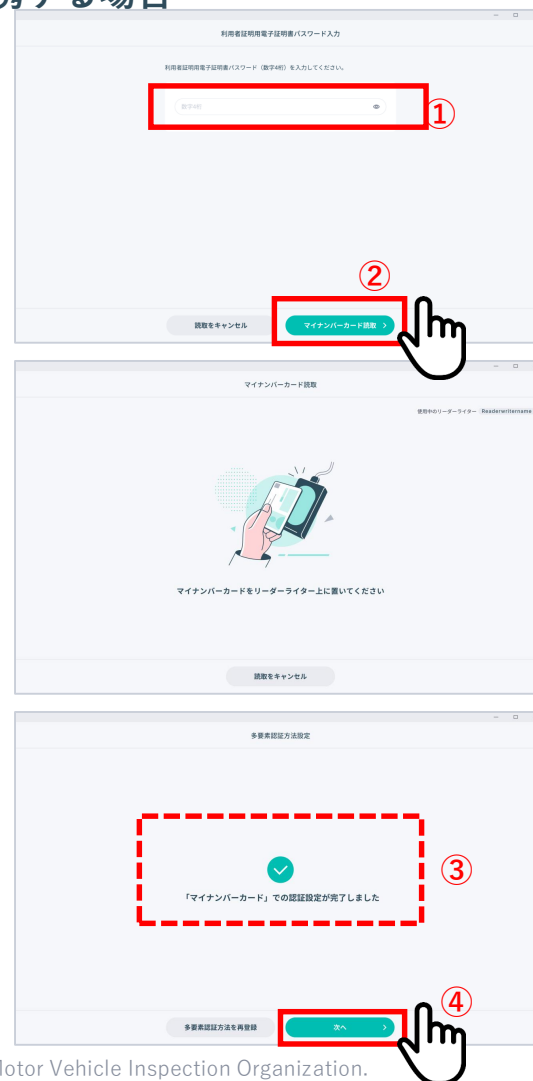 する場合
利用者証明用電子証明書パスワード入力
利用者証明用電子証明書パスワード（数字4桁）を入力してください。
数字4桁
①
②
読取をキャンセル
マイナンバーカード読取
マイナンバーカード読取
使用中のリーダーライター Readerwritername
マイナンバーカードをリーダーライター上に置いてください
読取をキャンセル
多要素認証方法設定
③
「マイナンバーカード」での認証設定が完了しました
④
多要素認証方法を再登録
次へ
Motor Vehicle Inspection Organization.